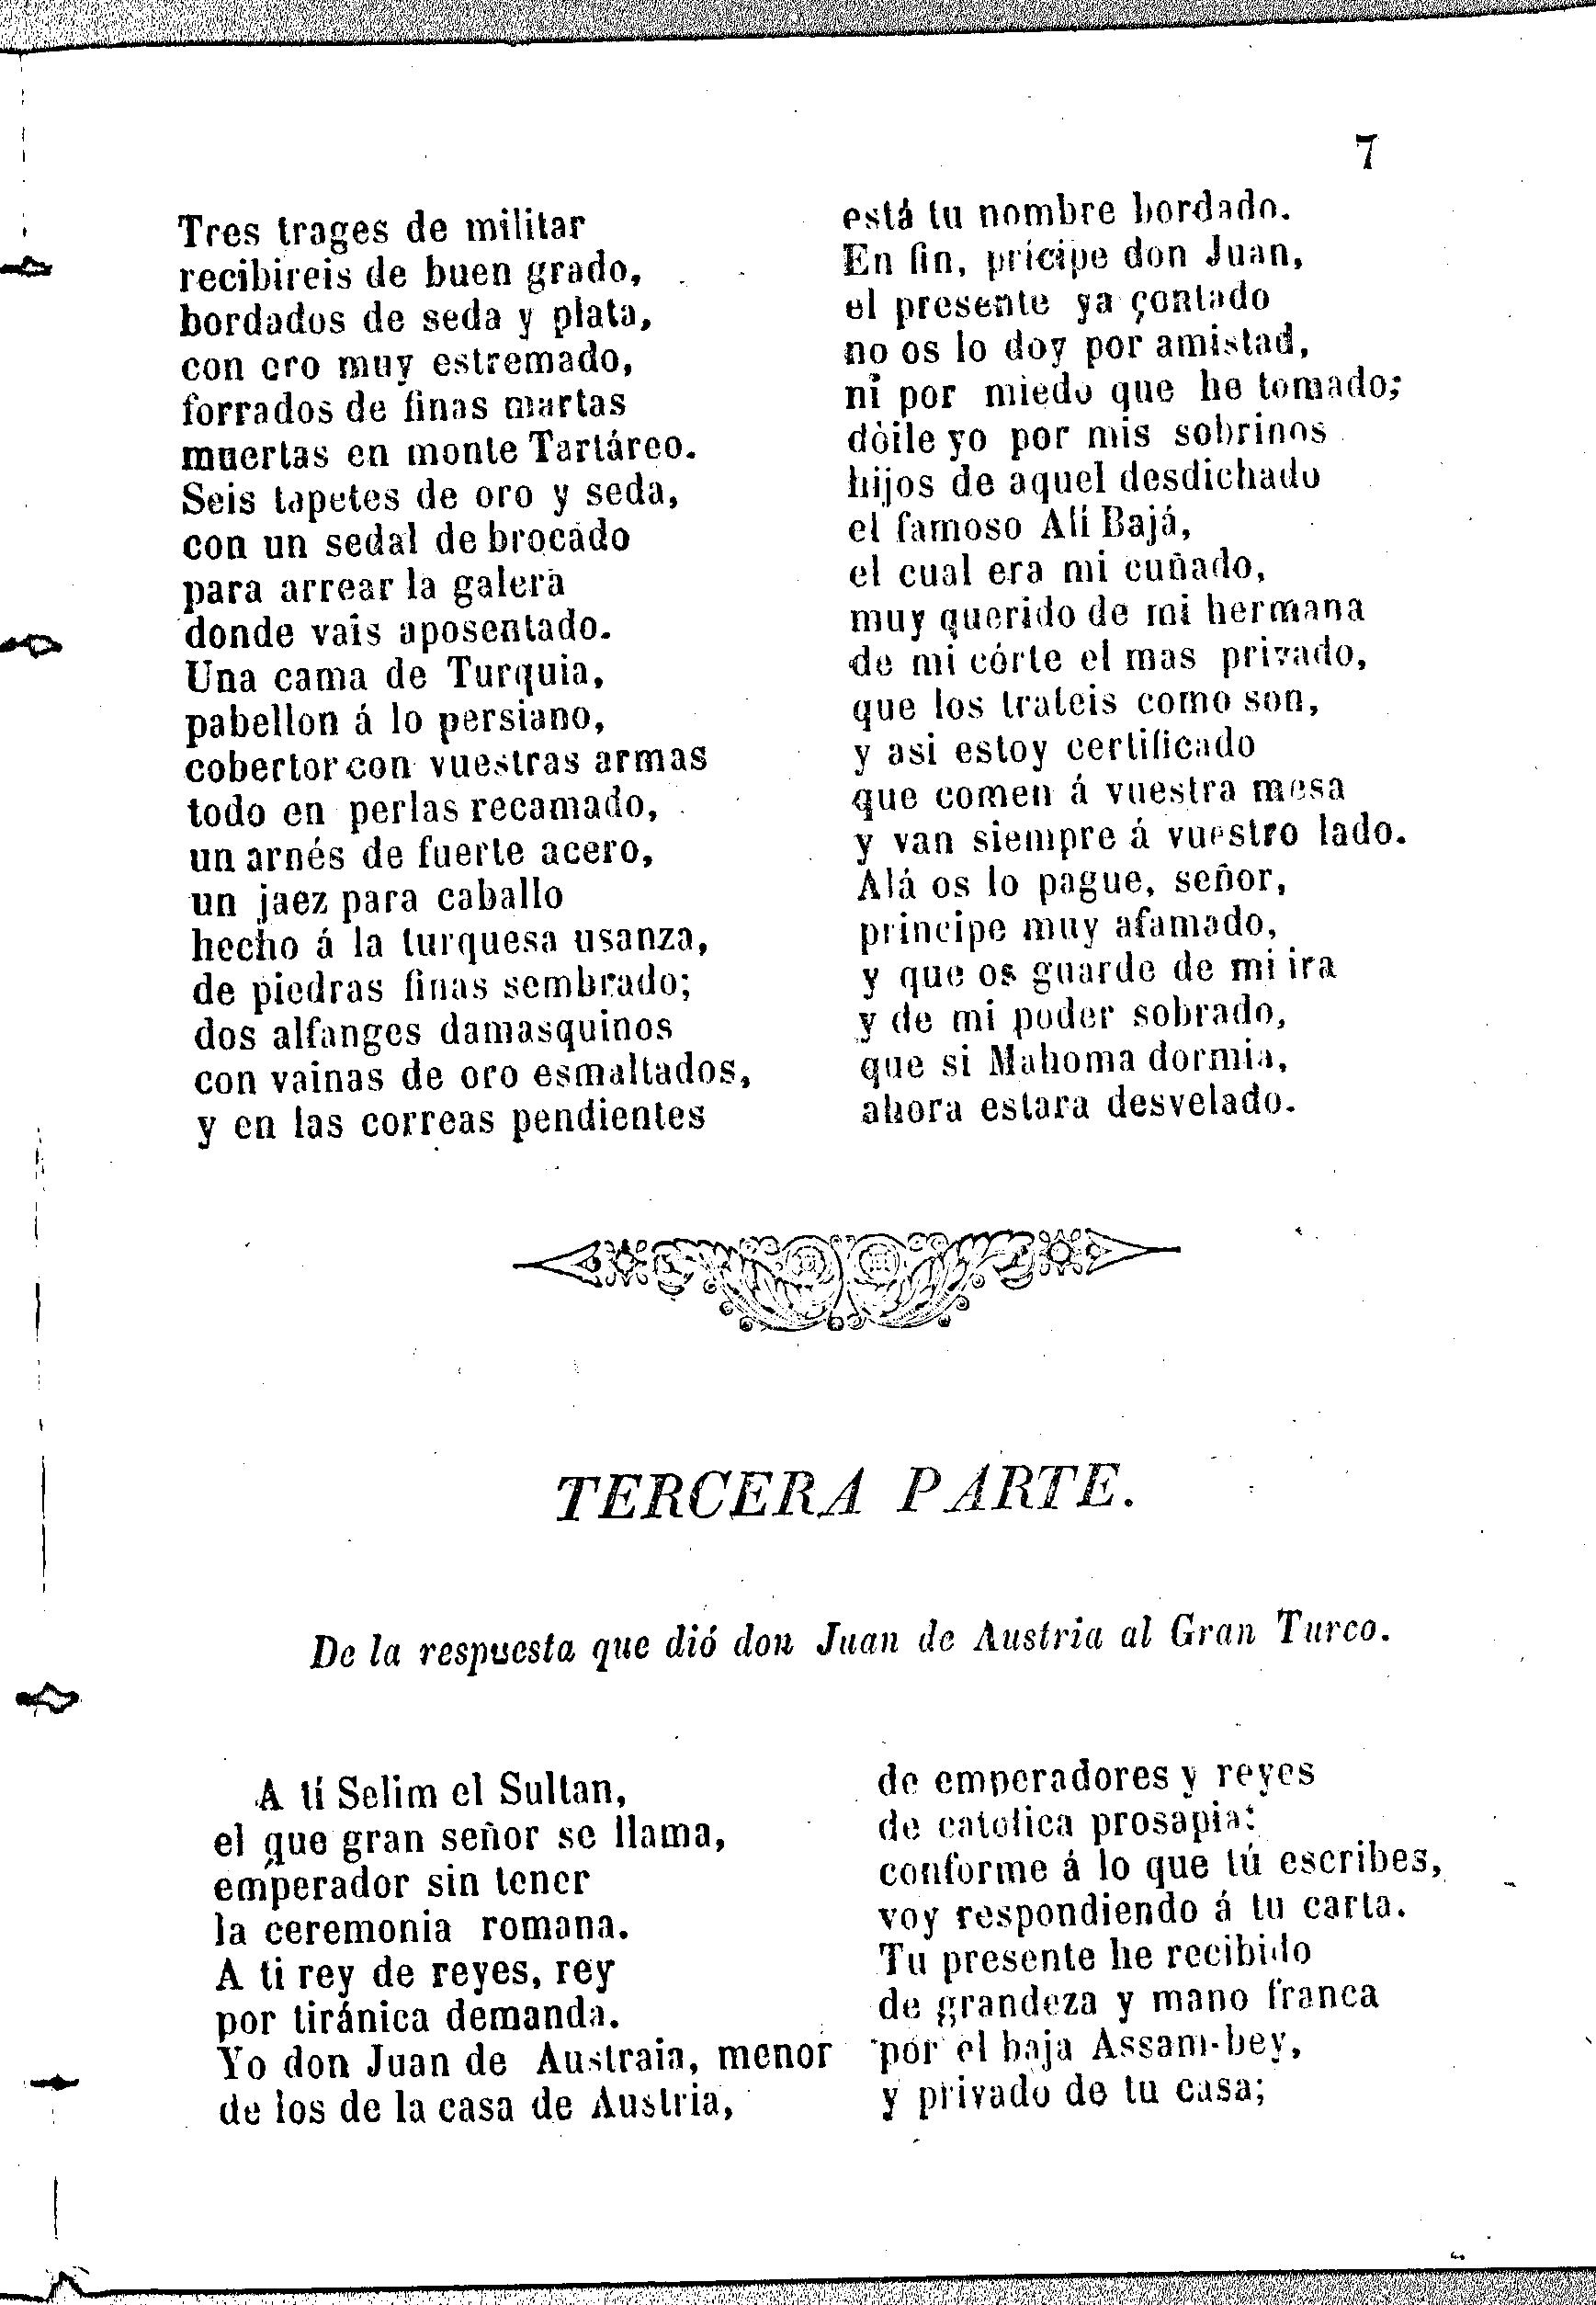 7
Tres trages de militar
recibireis de buen grado,
bordados de seda y plata,
con oro muy estremado,
forrados de finas martas
muertas en monte Tartáreo.
Seis tapetes de oro y seda,
con un sedal de brocado
para arrear la galera
donde vais aposentado.
Una cama de Turquia,
pabellon á lo persiano,
cobertor con vuestras armas
todo en perlas recamado,
un arnés de fuerte acero,
un jaez para caballo
hecho á la turquesa usanza,
de piedras finas sembrado;
dos alfanges damasquinos
con vainas de oro esmaltados,
y en las correas pendientes
está tu nombre bordado.
En fin, prícipe don Juan,
el presente ya contado
no os lo doy por amistad,
ni por miedo que he tomado;
dòile yo por mis sobrinos
hijos de aquel desdichado
el famoso Alí Bajá,
el cual era mi cuñado,
muy querido de mi hermana
de mi córte el mas privado,
que los trateis como son,
y asi estoy certificado
que comen á vuestra mesa
y van siempre á vuestro lado.
Alá os lo pague, señor,
principe muy afamado,
y que os guarde de mi ira
y de mi poder sobrado,
que si Mahoma dormia,
ahora estara desvelado.
TERCERA PARTE.
De la respuesta que dió don Juan de Austria al Gran Turco.
A tí Selim el Sultan,
el que gran señor se llama,
emperador sin tener
la ceremonia romana.
A ti rey de reyes, rey
por tiránica demanda.
Yo don Juan de Austraia, menor
de los de la casa de Austria,
de emperadores y reyes
de catolica prosapia:
conforme á lo que tú escribes,
voy respondiendo á tu carta.
Tu presente he recibido
de grandeza y mano franca
por el baja Assam-bey,
y privado de tu casa;